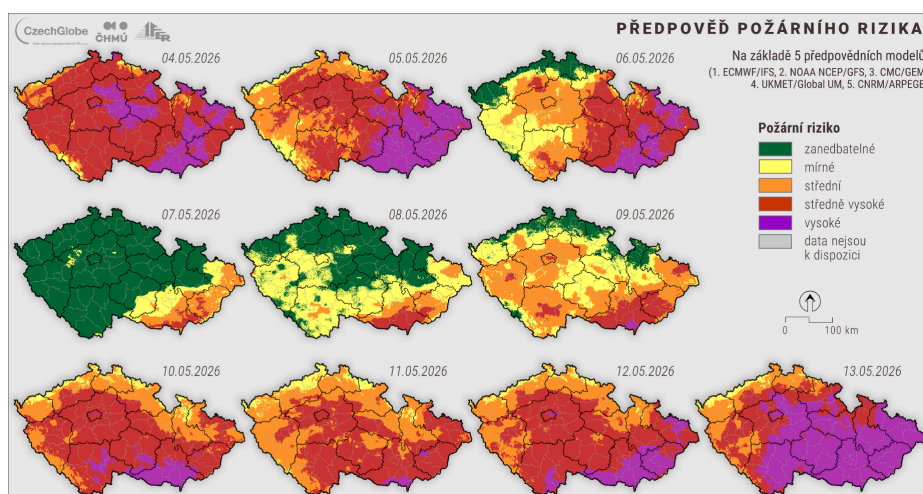 CzechGlobe
ČHMÚ
IFER
PŘEDPOVĚĎ POŽÁRNÍHO RIZIKA
Na základě 5 předpovědních modelů
(1. ECMWF/IFS, 2. NOAA NCEP/GFS, 3. CMC/GEM
4. UKMET/Global UM, 5. CNRM/ARPEGE
04.05.2026
05.05.2026
06.05.2026
Požární riziko
zanedbatelné
mírné
střední
středně vysoké
vysoké
data nejsou
k dispozici
07.05.2026
08.05.2026
09.05.2026
0 100 km
10.05.2026
11.05.2026
12.05.2026
13.05.2026